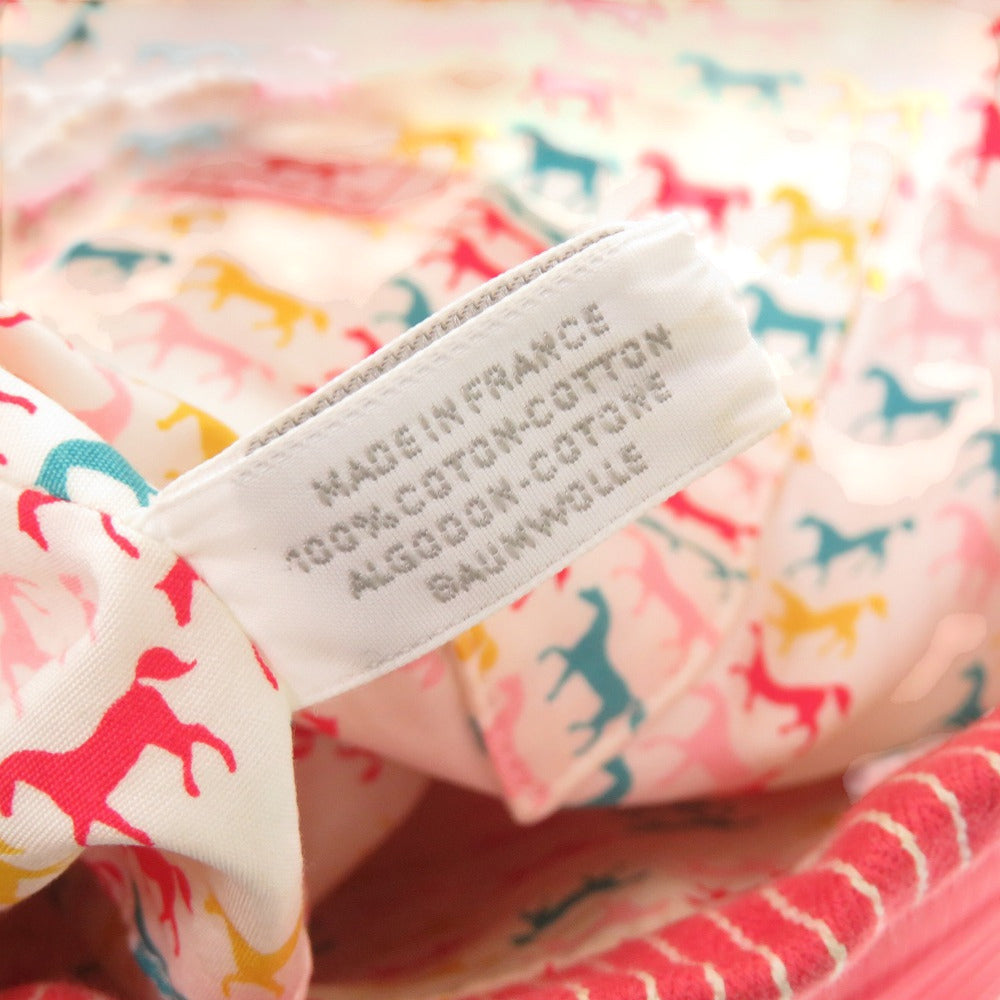 MADE IN FRANCE
100% COTON-COTTON
ALGODON-COTONE
BAUMWOLLE